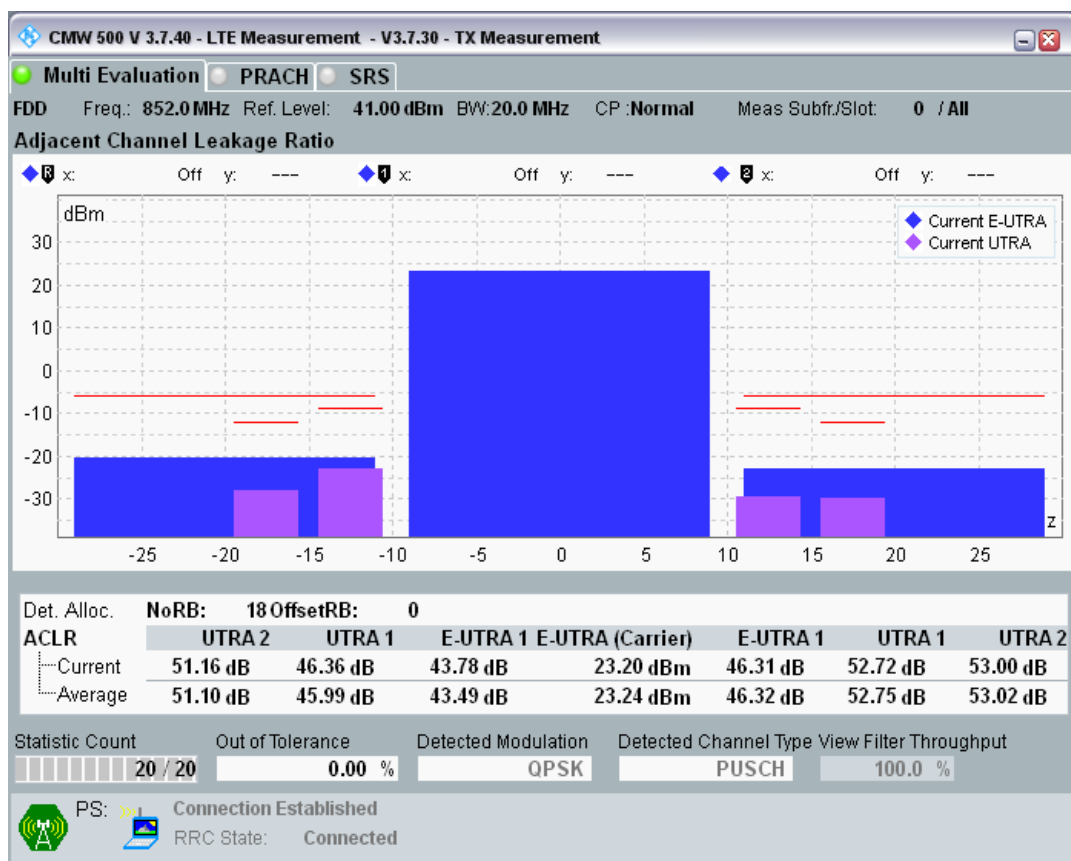 CMW 500 V 3.7.40 - LTE Measurement - V3.7.30 - TX Measurement
Multi Evaluation PRACH SRS
FDD Freq.: 852.0 MHz Ref. Level: 41.00 dBm BW:20.0 MHz CP :Normal Meas Subfr./Slot: 0 / All
Adjacent Channel Leakage Ratio
R x: Off y: --- 1 x: Off y: --- 2 x: Off y: ---
dBm
Current E-UTRA
Current UTRA
30
20
10
0
-10
-20
-30
z
-25 -20 -15 -10 -5 0 5 10 15 20 25
Det. Alloc. NoRB: 18 OffsetRB: 0
ACLR UTRA 2 UTRA 1 E-UTRA 1 E-UTRA (Carrier) E-UTRA 1 UTRA 1 UTRA 2
Current 51.16 dB 46.36 dB 43.78 dB 23.20 dBm 46.31 dB 52.72 dB 53.00 dB
Average 51.10 dB 45.99 dB 43.49 dB 23.24 dBm 46.32 dB 52.75 dB 53.02 dB
Statistic Count Out of Tolerance Detected Modulation Detected Channel Type View Filter Throughput
20 / 20 0.00 % QPSK PUSCH 100.0 %
PS: Connection Established
RRC State: Connected